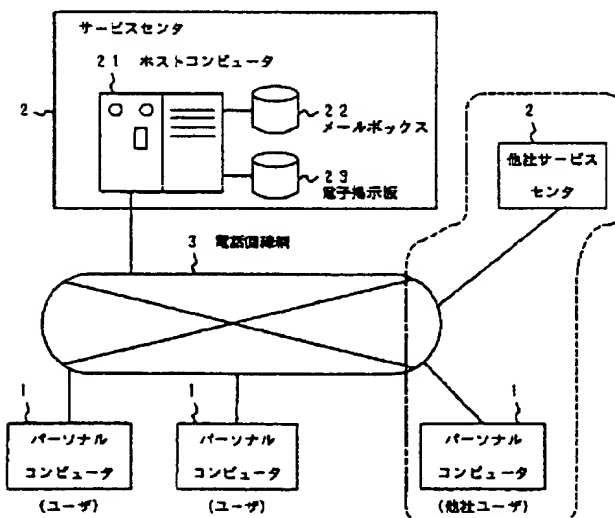 サービスセンタ
21 ホストコンピュータ
2
22
メールボックス
23
電子掲示板
2
他社サービス
センタ
3 電話回線網
1
1
1
パーソナル
コンピュータ
パーソナル
コンピュータ
パーソナル
コンピュータ
(ユーザ)
(ユーザ)
(他社ユーザ)